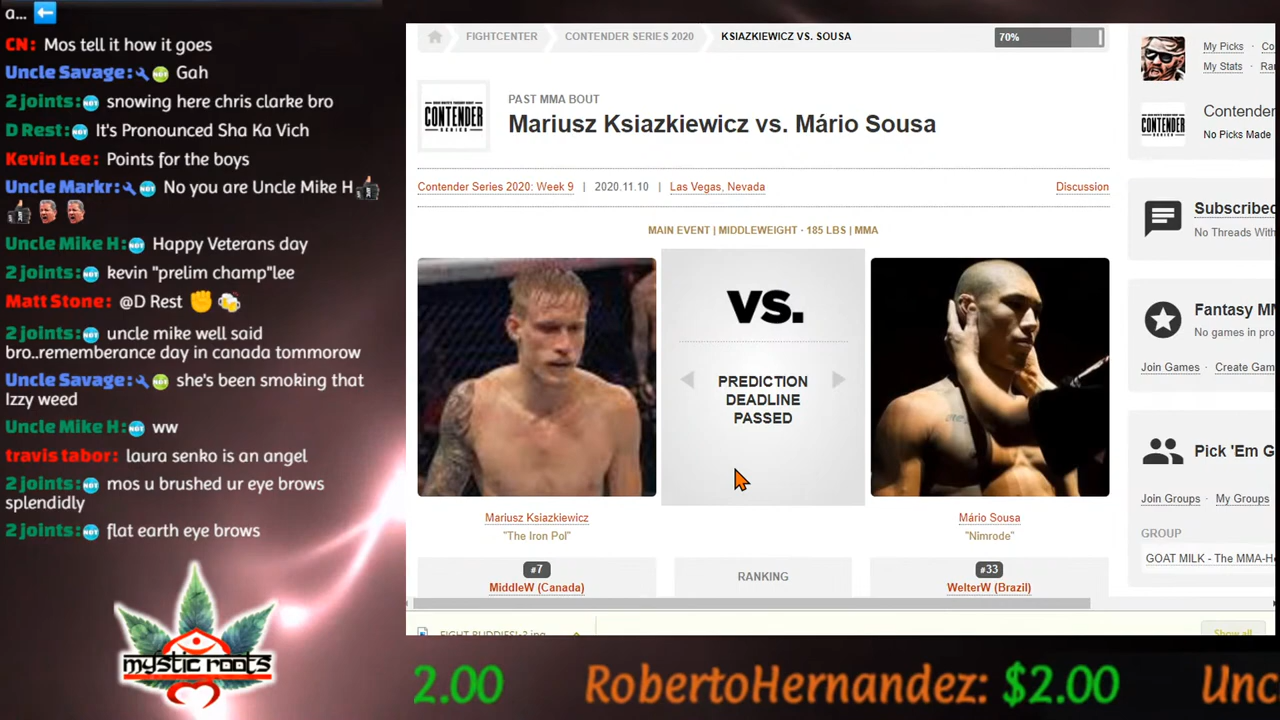 a... 
CN: Mos tell it how it goes
Uncle Savage: Gah
2 joints: snowing here chris clarke bro
D Rest: It's Pronounced Sha Ka Vich
Kevin Lee: Points for the boys
Uncle Markr: No you are Uncle Mike H
Uncle Mike H: Happy Veterans day
2 joints: kevin "prelim champ"lee
Matt Stone: @D Rest
2 joints: uncle mike well said
bro..rememberance day in canada tommorow
Uncle Savage: she's been smoking that
Izzy weed
Uncle Mike H: ww
travis tabor: laura senko is an angel
2 joints: mos u brushed ur eye brows
splendidly
2 joints: flat earth eye brows
mystic roots
FIGHTCENTER
CONTENDER SERIES 2020
KSIAZKIEWICZ VS. SOUSA
70%
CONTENDER
SERIES
PAST MMA BOUT
Mariusz Ksiazkiewicz vs. Mário Sousa
Contender Series 2020: Week 9 | 2020.11.10 | Las Vegas, Nevada
Discussion
MAIN EVENT | MIDDLEWEIGHT · 185 LBS | MMA
VS.
PREDICTION
DEADLINE
PASSED
Mariusz Ksiazkiewicz
"The Iron Pol"
Mário Sousa
"Nimrode"
#7
MiddleW (Canada)
RANKING
#33
WelterW (Brazil)
My Picks
Co
My Stats
Ra
CONTENDER
SERIES
Contender
No Picks Made
Subscribed
No Threads With
Fantasy MM
No games in pro
Join Games
Create Gam
Pick 'Em G
Join Groups
My Groups
GROUP
GOAT MILK - The MMA-H
Show all
2.00
RobertoHernandez: $2.00
Unc